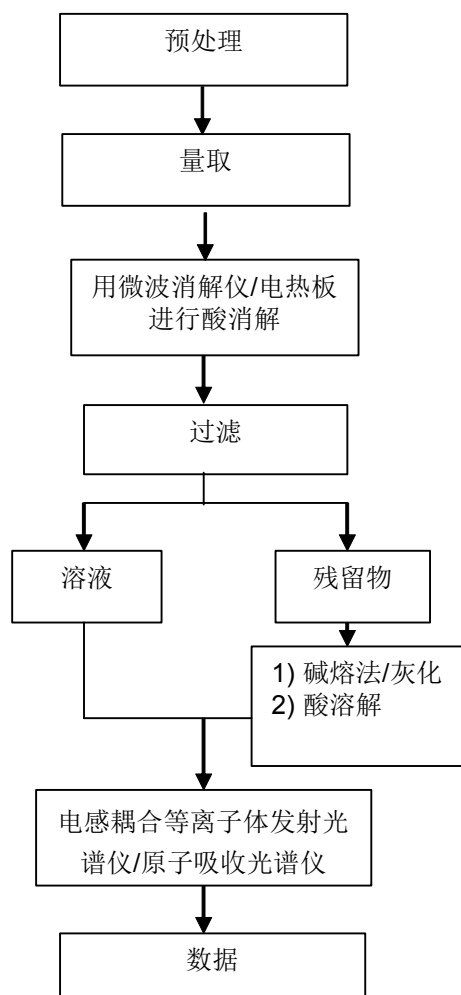 预处理
量取
用微波消解仪/电热板
进行酸消解
过滤
溶液
残留物
1) 碱熔法/灰化
2) 酸溶解
电感耦合等离子体发射光
谱仪/原子吸收光谱仪
数据